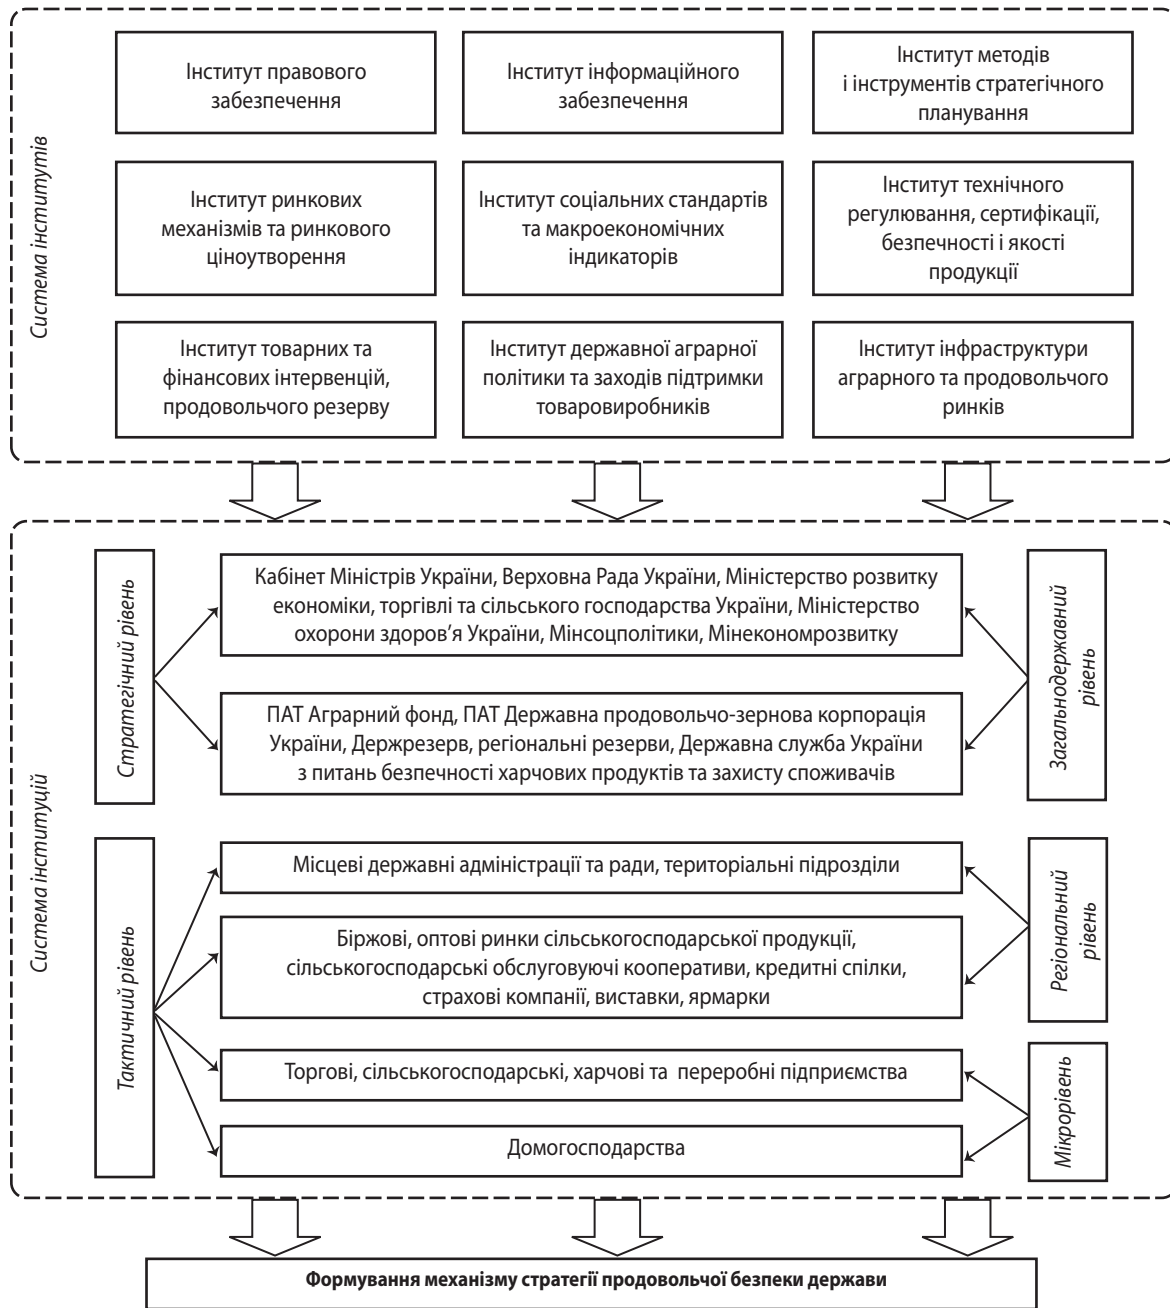 Система інститутів
Інститут правового
забезпечення
Інститут інформаційного
забезпечення
Інститут методів
і інструментів стратегічного
планування
Інститут ринкових
механізмів та ринкового
ціноутворення
Інститут соціальних стандартів
та макроекономічних
індикаторів
Інститут технічного
регулювання, сертифікації,
безпечності і якості
продукції
Інститут товарних та
фінансових інтервенцій,
продовольчого резерву
Інститут державної аграрної
політики та заходів підтримки
товаровиробників
Інститут інфраструктури
аграрного та продовольчого
ринків
Система інституцій
Стратегічний рівень
Кабінет Міністрів України, Верховна Рада України, Міністерство розвитку
економіки, торгівлі та сільського господарства України, Міністерство
охорони здоров’я України, Мінсоцполітики, Мінекономрозвитку
ПАТ Аграрний фонд, ПАТ Державна продовольчо-зернова корпорація
України, Держрезерв, регіональні резерви, Державна служба України
з питань безпечності харчових продуктів та захисту споживачів
Загальнодержавний
рівень
Тактичний рівень
Місцеві державні адміністрації та ради, територіальні підрозділи
Біржові, оптові ринки сільськогосподарської продукції,
сільськогосподарські обслуговуючі кооперативи, кредитні спілки,
страхові компанії, виставки, ярмарки
Регіональний
рівень
Торгові, сільськогосподарські, харчові та переробні підприємства
Домогосподарства
Мікрорівень
Формування механізму стратегії продовольчої безпеки держави